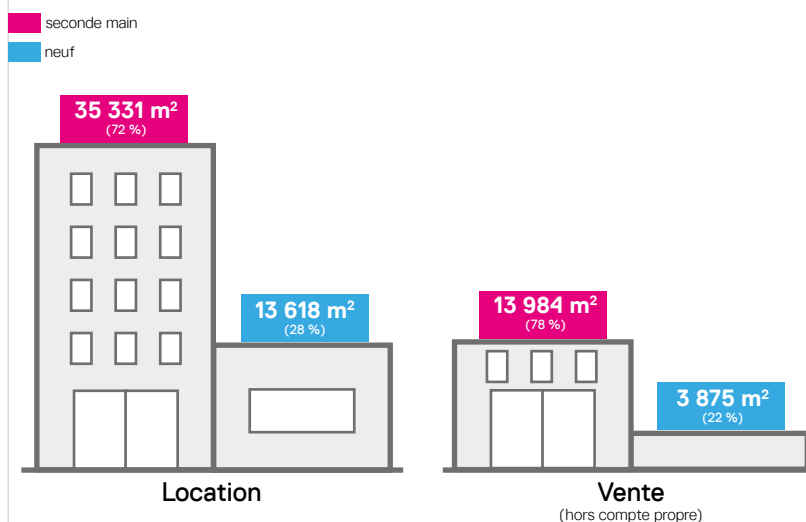 seconde main
neuf
35 331 m²
(72 %)
13 618 m²
(28 %)
Location
13 984 m²
(78 %)
3 875 m²
(22 %)
Vente
(hors compte propre)